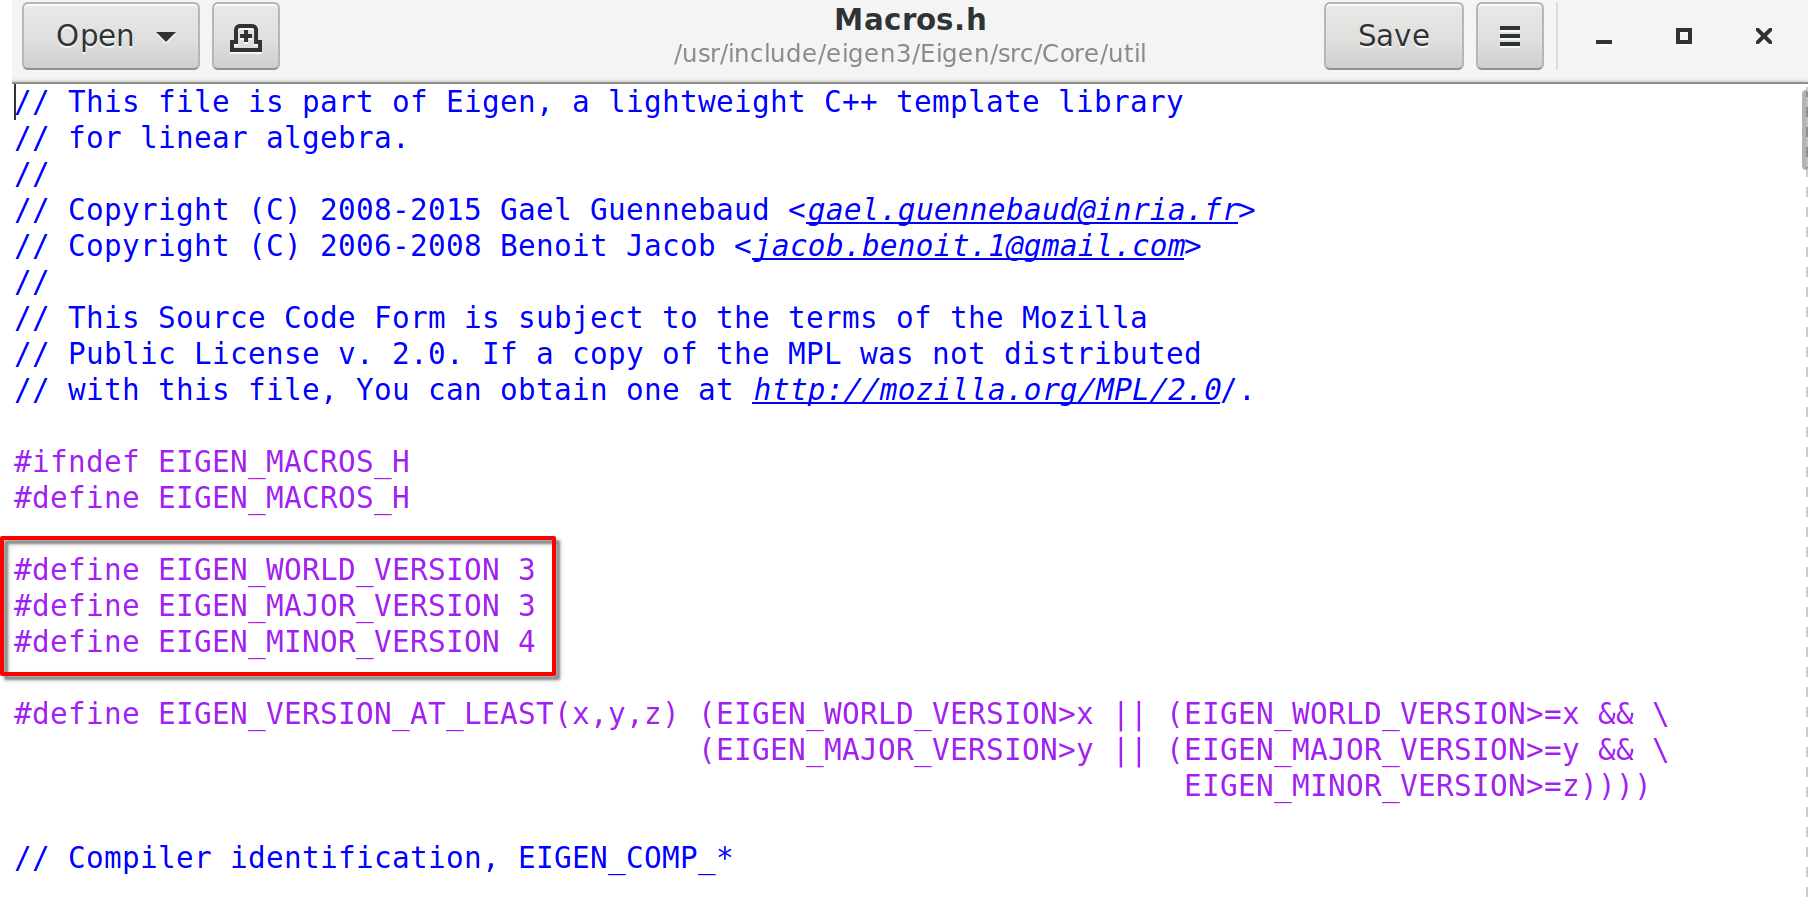 Open
Macros.h
/usr/include/eigen3/Eigen/src/Core/util
Save
// This file is part of Eigen, a lightweight C++ template library
// for linear algebra.
//
// Copyright (C) 2008-2015 Gael Guennebaud <gael.guennebaud@inria.fr>
// Copyright (C) 2006-2008 Benoit Jacob <jacob.benoit.1@gmail.com>
//
// This Source Code Form is subject to the terms of the Mozilla
// Public License v. 2.0. If a copy of the MPL was not distributed
// with this file, You can obtain one at http://mozilla.org/MPL/2.0/.
#ifndef EIGEN_MACROS_H
#define EIGEN_MACROS_H
#define EIGEN_WORLD_VERSION 3
#define EIGEN_MAJOR_VERSION 3
#define EIGEN_MINOR_VERSION 4
#define EIGEN_VERSION_AT_LEAST(x,y,z) (EIGEN_WORLD_VERSION>x || (EIGEN_WORLD_VERSION>=x && \
(EIGEN_MAJOR_VERSION>y || (EIGEN_MAJOR_VERSION>=y && \
EIGEN_MINOR_VERSION>=z))))
// Compiler identification, EIGEN_COMP_*